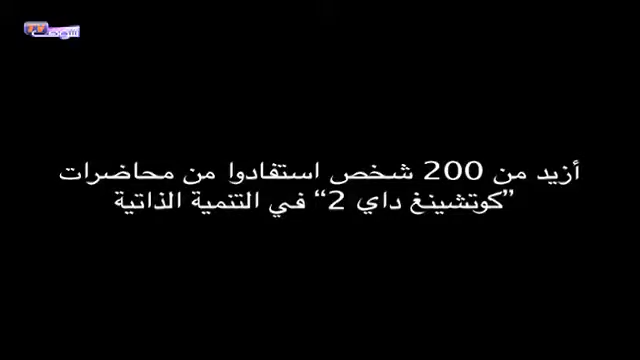 أزيد من 200 شخص استفادوا من محاضرات
”كوتشينغ داي 2“ في التنمية الذاتية